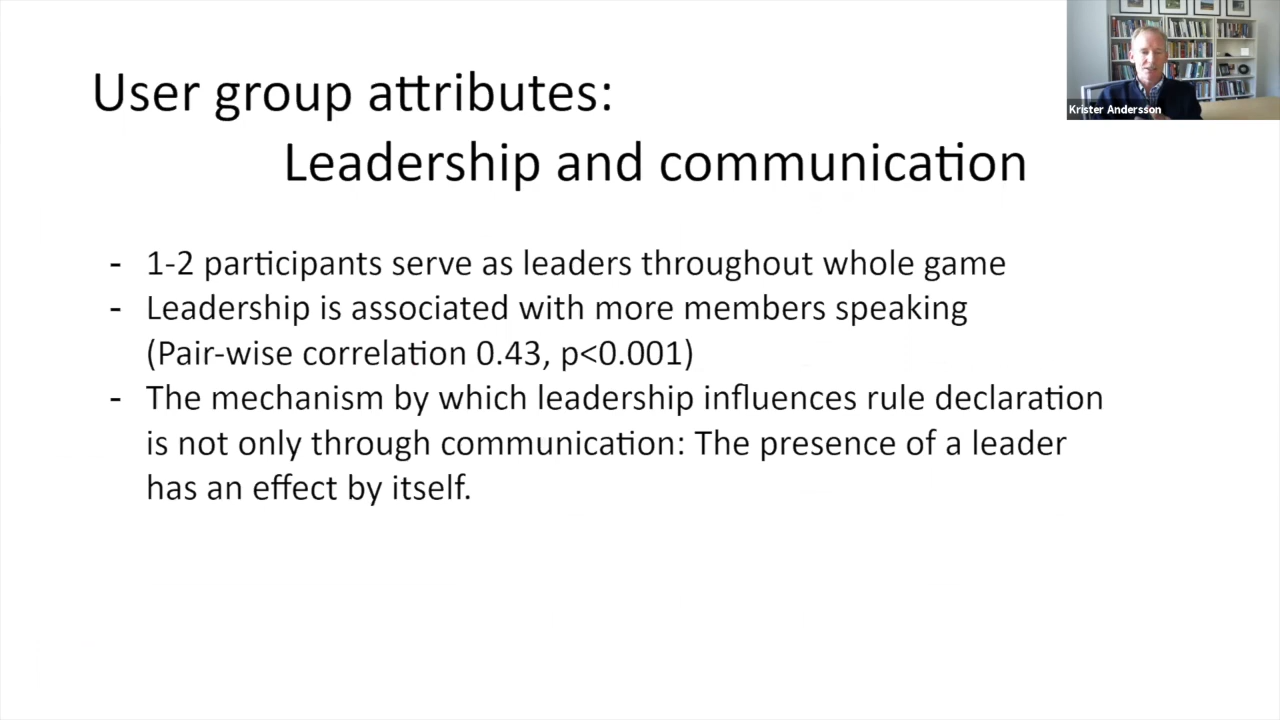 User group attributes:
Leadership and communication
Krister Andersson
- 1-2 participants serve as leaders throughout whole game
- Leadership is associated with more members speaking
(Pair-wise correlation 0.43, p<0.001)
- The mechanism by which leadership influences rule declaration
is not only through communication: The presence of a leader
has an effect by itself.